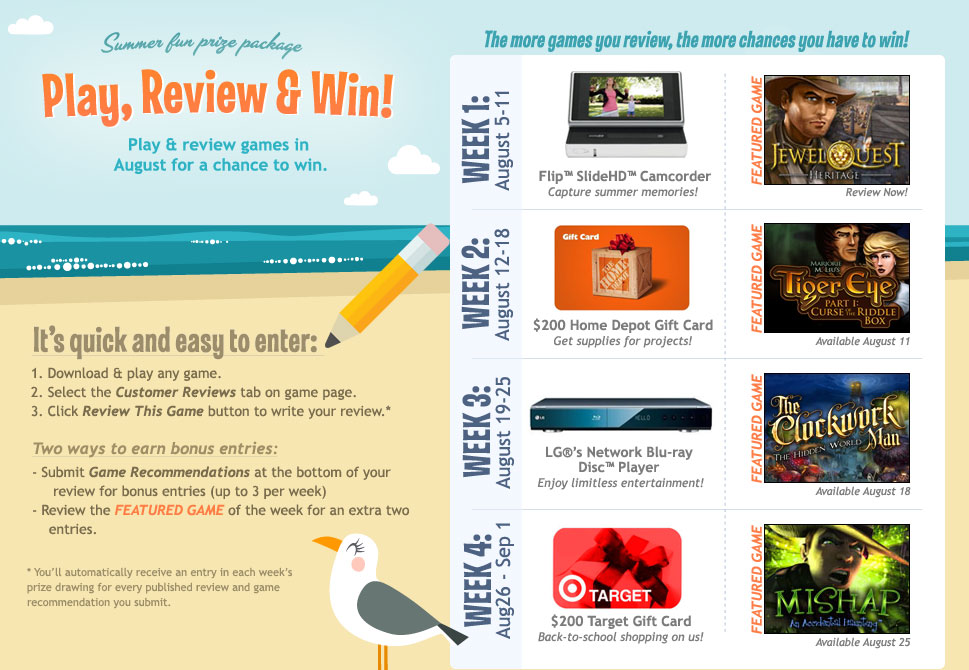 Summer fun prize package
Play, Review & Win!
Play & review games in
August for a chance to win.
It's quick and easy to enter:
1. Download & play any game.
2. Select the Customer Reviews tab on game page.
3. Click Review This Game button to write your review.*
Two ways to earn bonus entries:
- Submit Game Recommendations at the bottom of your
review for bonus entries (up to 3 per week)
- Review the FEATURED GAME of the week for an extra two
entries.
* You'll automatically receive an entry in each week's
prize drawing for every published review and game
recommendation you submit.
The more games you review, the more chances you have to win!
WEEK 1:
August 5-11
Flip™ SlideHD™ Camcorder
Capture summer memories!
FEATURED GAME
JEWEL QUEST
HERITAGE
Review Now!
WEEK 2:
August 12-18
Gift Card
THE HOME DEPOT
$200 Home Depot Gift Card
Get supplies for projects!
FEATURED GAME
MARJORIE
M. LIU'S
TIGER EYE
PART I:
CURSE OF THE RIDDLE
BOX
Available August 11
WEEK 3:
August 19-25
LG
HELLO
LG®'s Network Blu-ray
Disc™ Player
Enjoy limitless entertainment!
FEATURED GAME
The
Clockwork
Man
THE HIDDEN WORLD
Available August 18
WEEK 4:
Aug26 - Sep 1
TARGET
$200 Target Gift Card
Back-to-school shopping on us!
FEATURED GAME
MISHAP
An Accidental Haunting
Available August 25